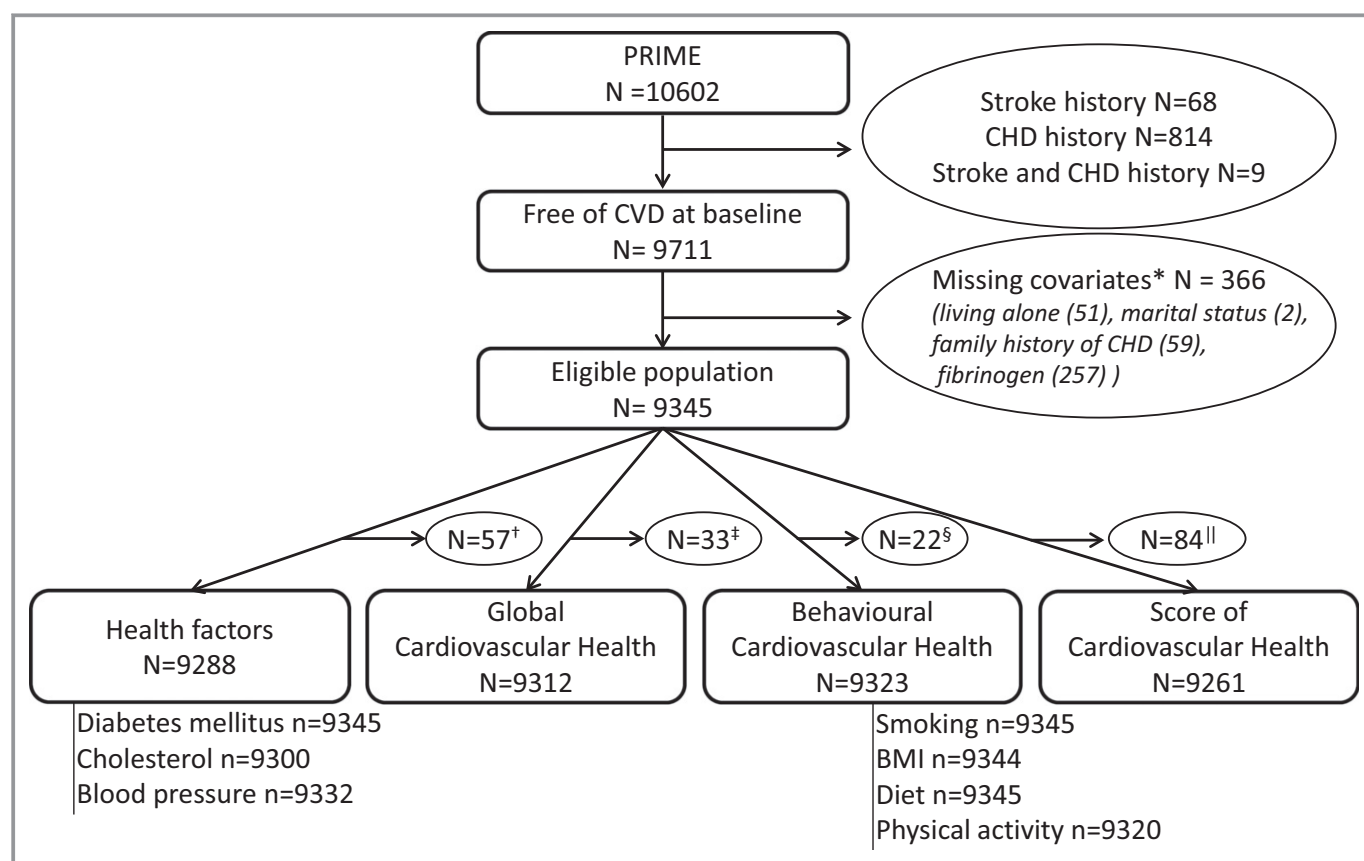 PRIME
N =10602
Stroke history N=68
CHD history N=814
Stroke and CHD history N=9
Free of CVD at baseline
N= 9711
Missing covariates* N = 366
(living alone (51), marital status (2),
family history of CHD (59),
fibrinogen (257) )
Eligible population
N= 9345
N=57†
N=33‡
N=22§
N=84||
Health factors
N=9288
Global
Cardiovascular Health
N=9312
Behavioural
Cardiovascular Health
N=9323
Score of
Cardiovascular Health
N=9261
Diabetes mellitus n=9345
Cholesterol n=9300
Blood pressure n=9332
Smoking n=9345
BMI n=9344
Diet n=9345
Physical activity n=9320